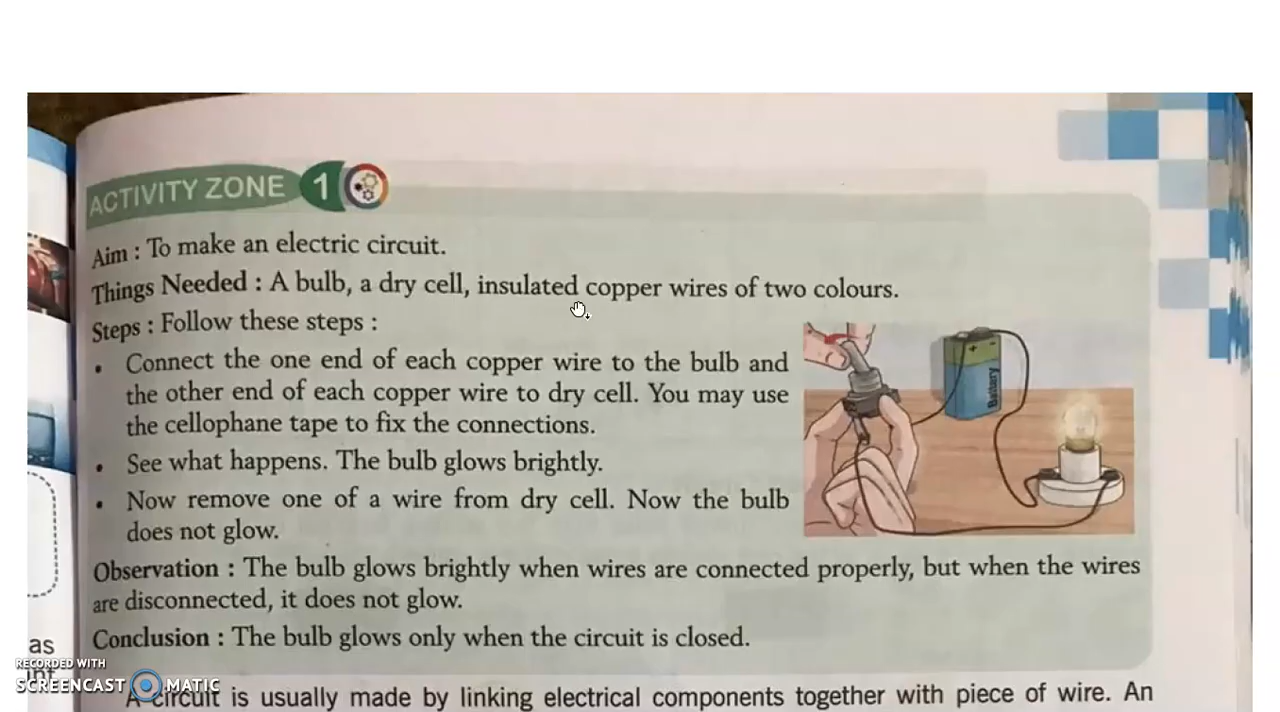 ACTIVITY ZONE 1
Aim : To make an electric circuit.
Things Needed : A bulb, a dry cell, insulated copper wires of two colours.
Steps : Follow these steps :
• Connect the one end of each copper wire to the bulb and
the other end of each copper wire to dry cell. You may use
the cellophane tape to fix the connections.
• See what happens. The bulb glows brightly.
• Now remove one of a wire from dry cell. Now the bulb
does not glow.
+ −
Battery
Observation : The bulb glows brightly when wires are connected properly, but when the wires
are disconnected, it does not glow.
Conclusion : The bulb glows only when the circuit is closed.
as
RECORDED WITH
SCREENCAST MATIC
A circuit is usually made by linking electrical components together with piece of wire. An